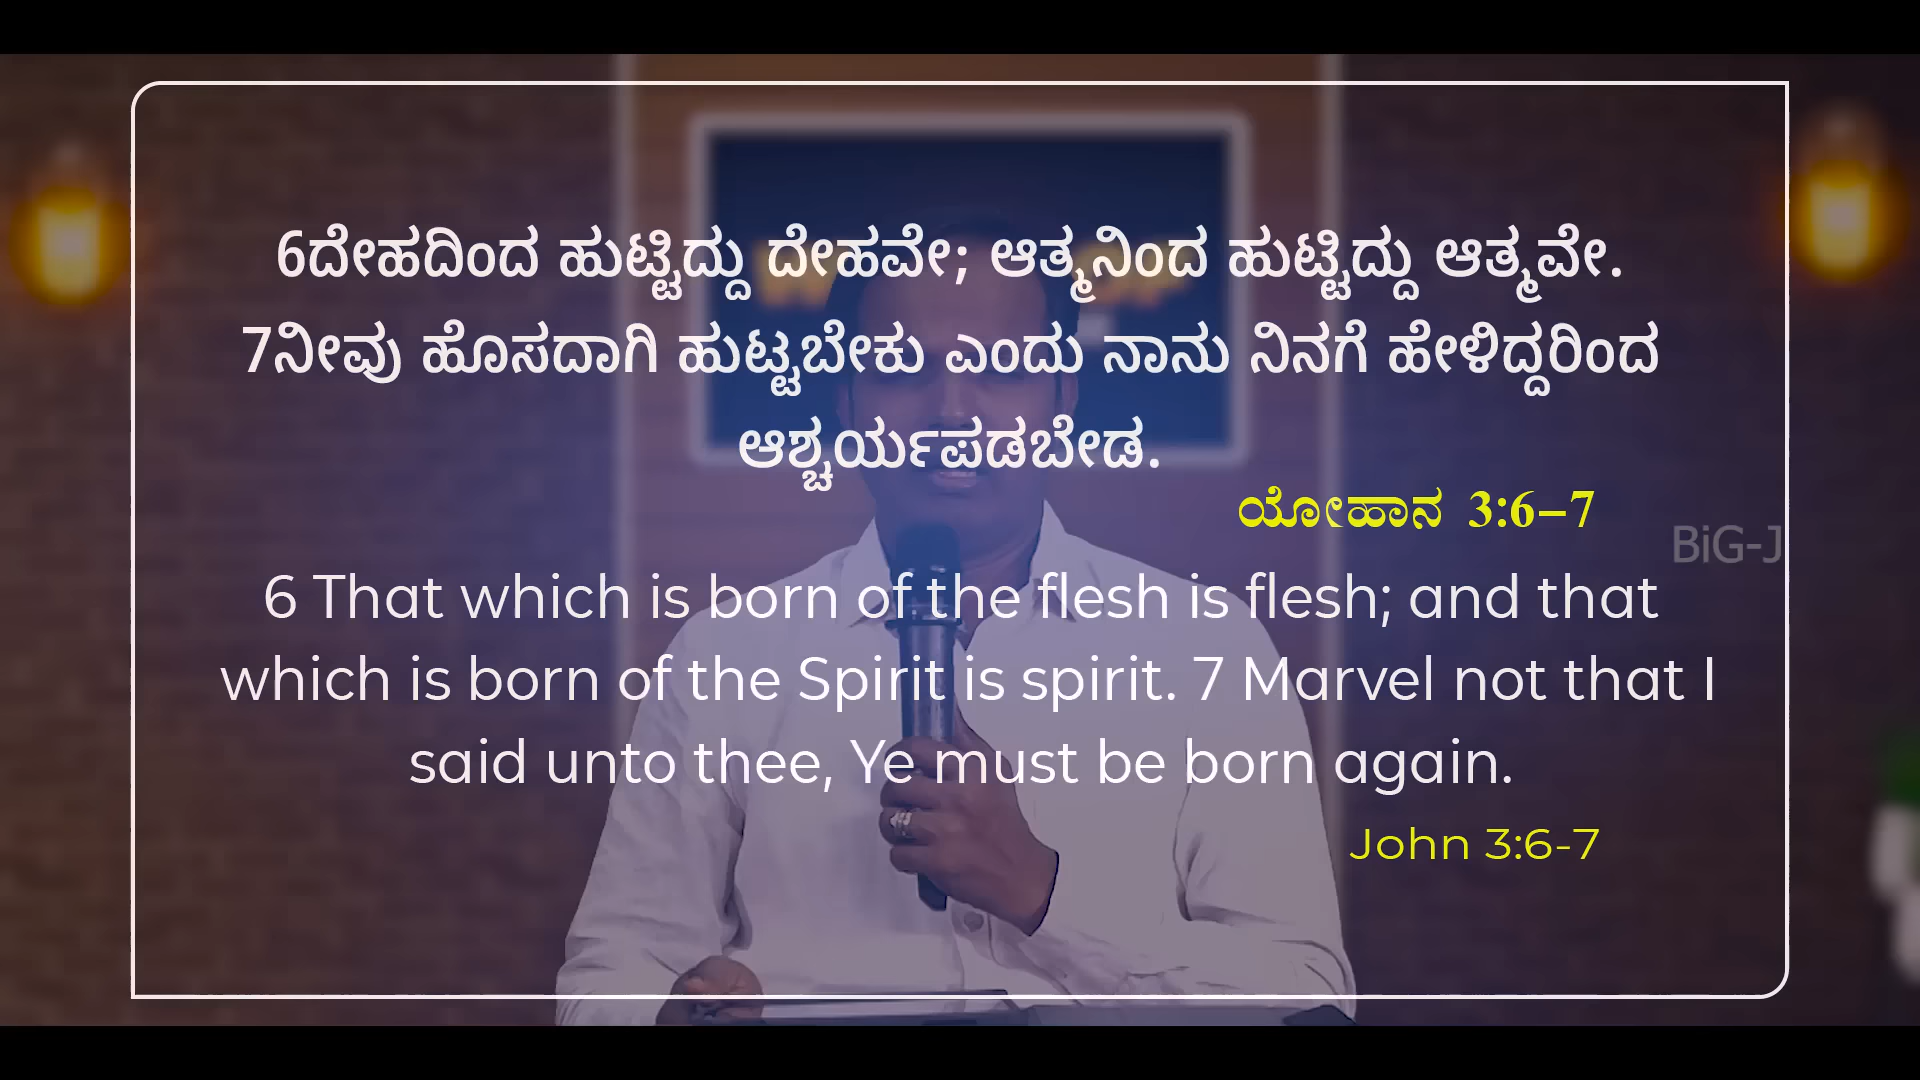 6ದೇಹದಿಂದ ಹುಟ್ಟಿದ್ದು ದೇಹವೇ; ಆತ್ಮನಿಂದ ಹುಟ್ಟಿದ್ದು ಆತ್ಮವೇ.
7ನೀವು ಹೊಸದಾಗಿ ಹುಟ್ಟಬೇಕು ಎಂದು ನಾನು ನಿನಗೆ ಹೇಳಿದ್ದರಿಂದ
ಆಶ್ಚರ್ಯಪಡಬೇಡ.
ಯೋಹಾನ 3:6-7
BiG-J
6 That which is born of the flesh is flesh; and that
which is born of the Spirit is spirit. 7 Marvel not that I
said unto thee, Ye must be born again.
John 3:6-7